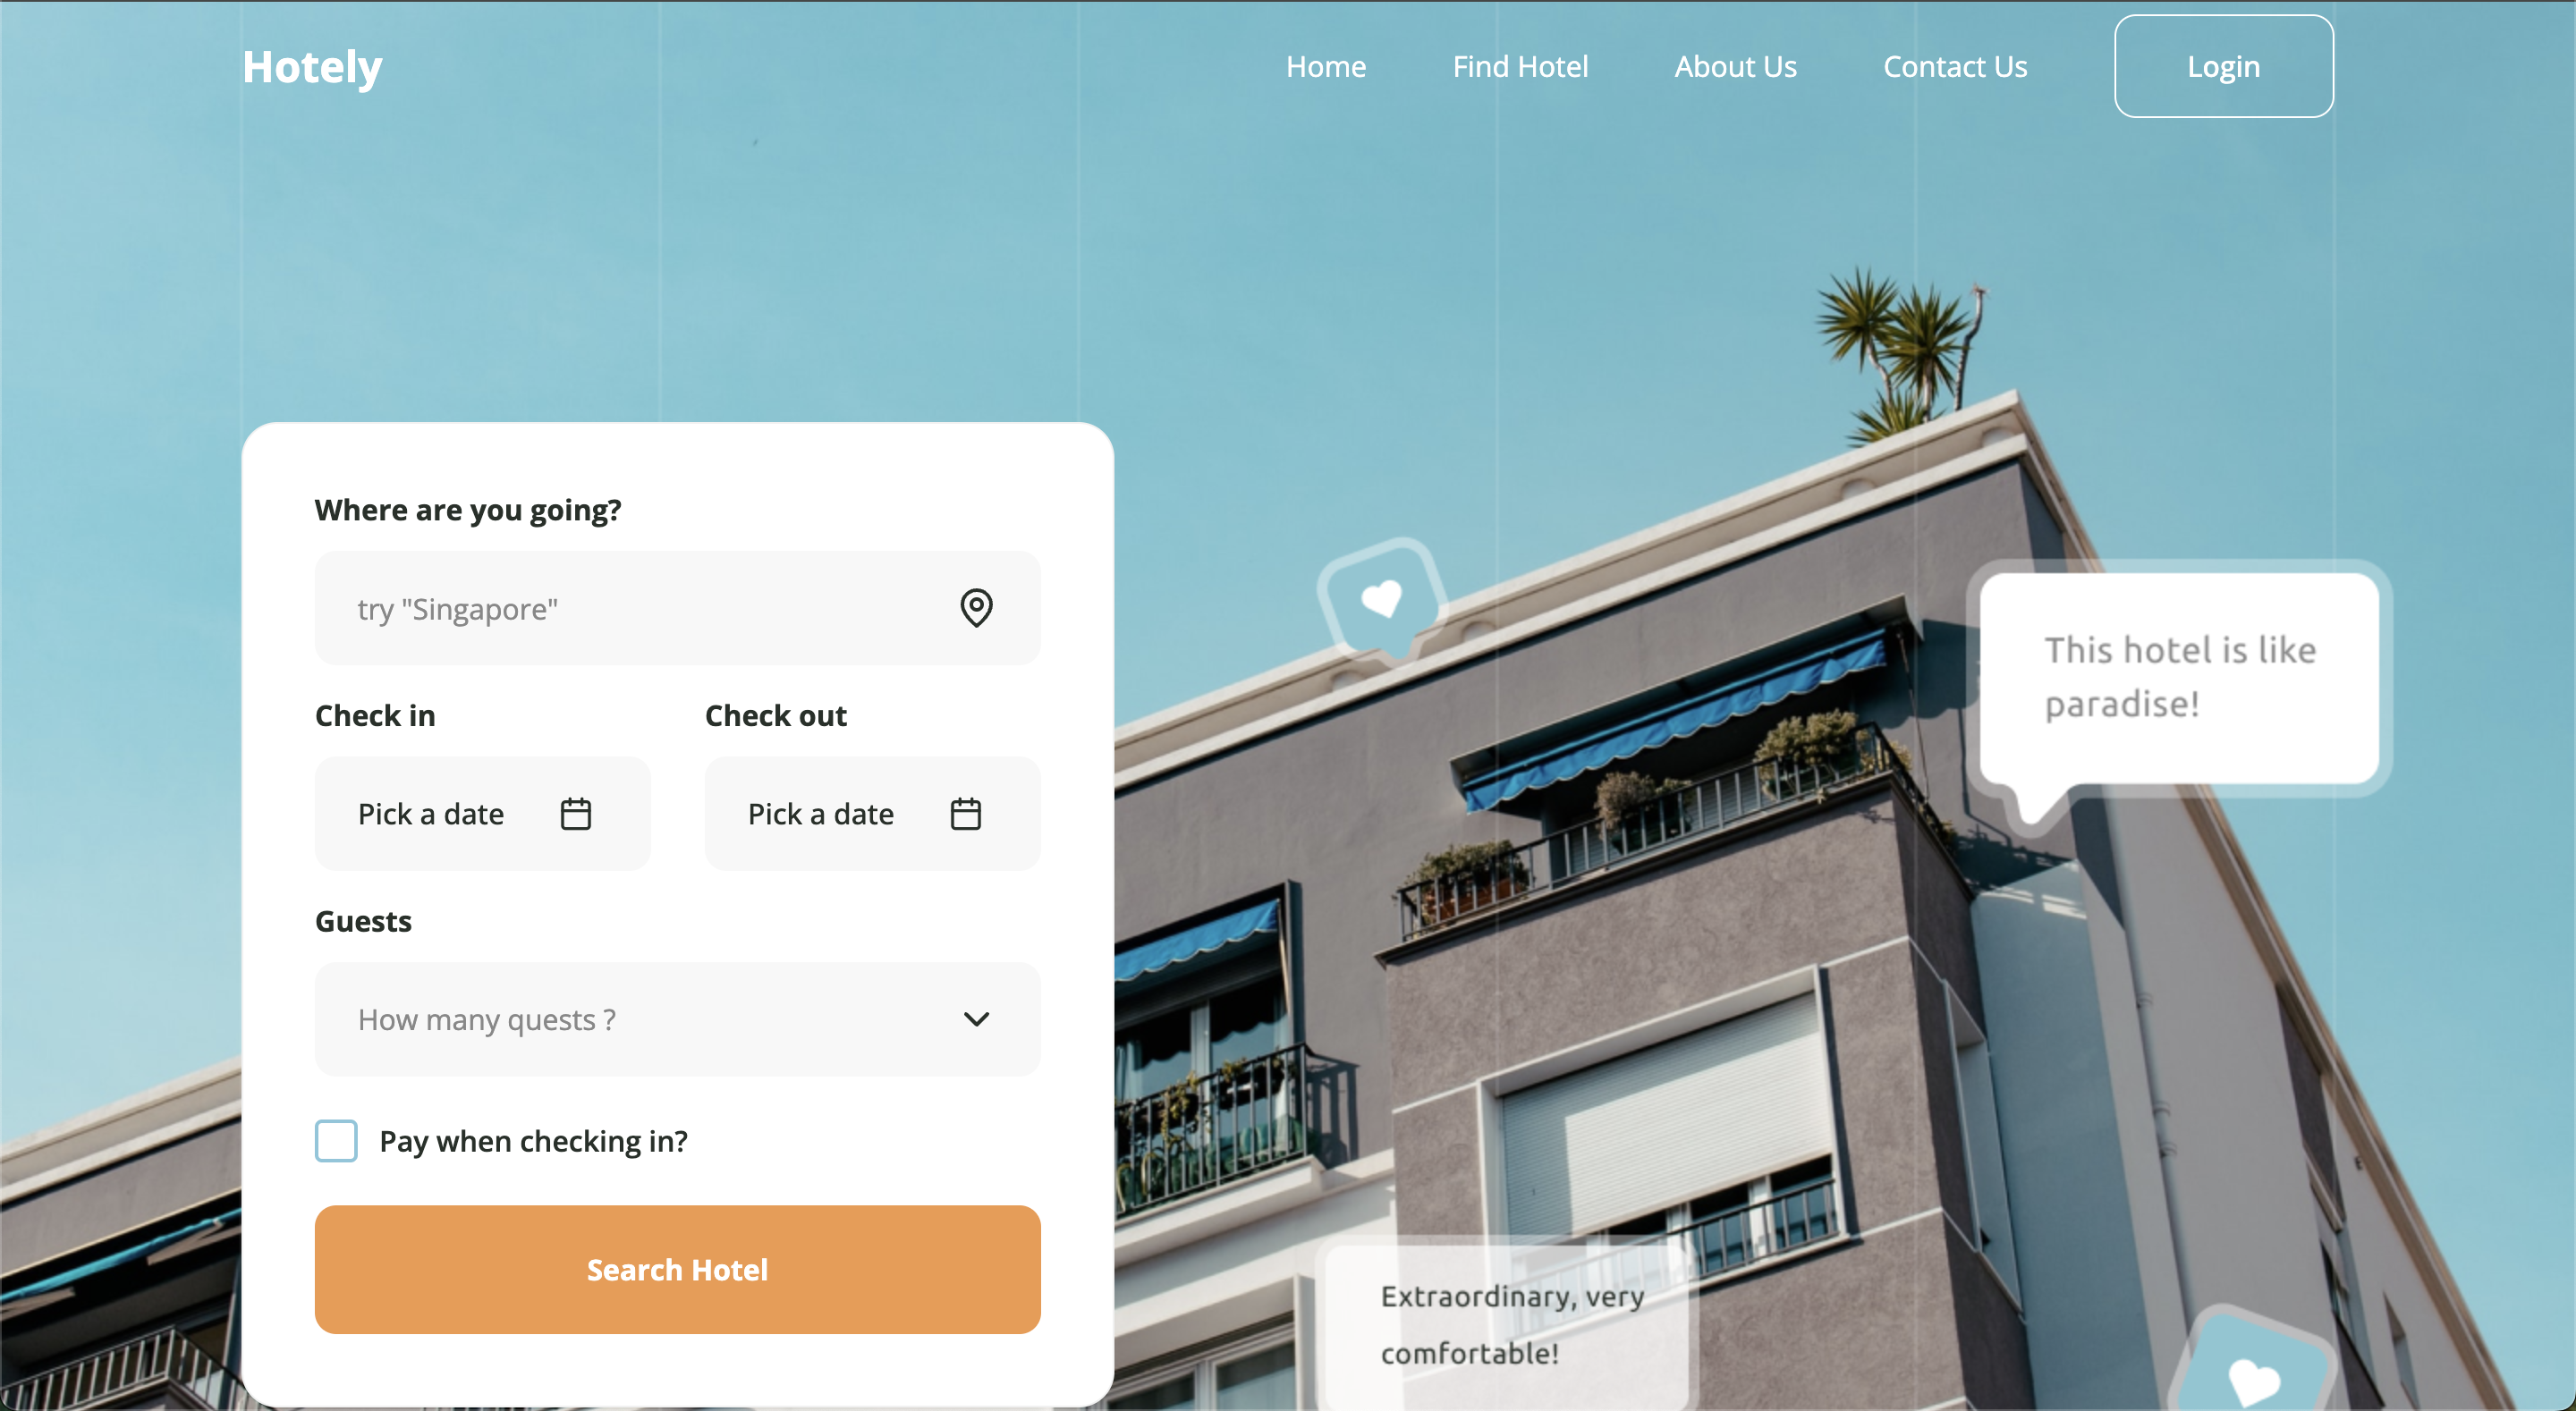 Hotely
Home
Find Hotel
About Us
Contact Us
Login
Where are you going?
try "Singapore"
Check in
Check out
Pick a date
Pick a date
Guests
How many quests ?
Pay when checking in?
Search Hotel
This hotel is like
paradise!
Extraordinary, very
comfortable!